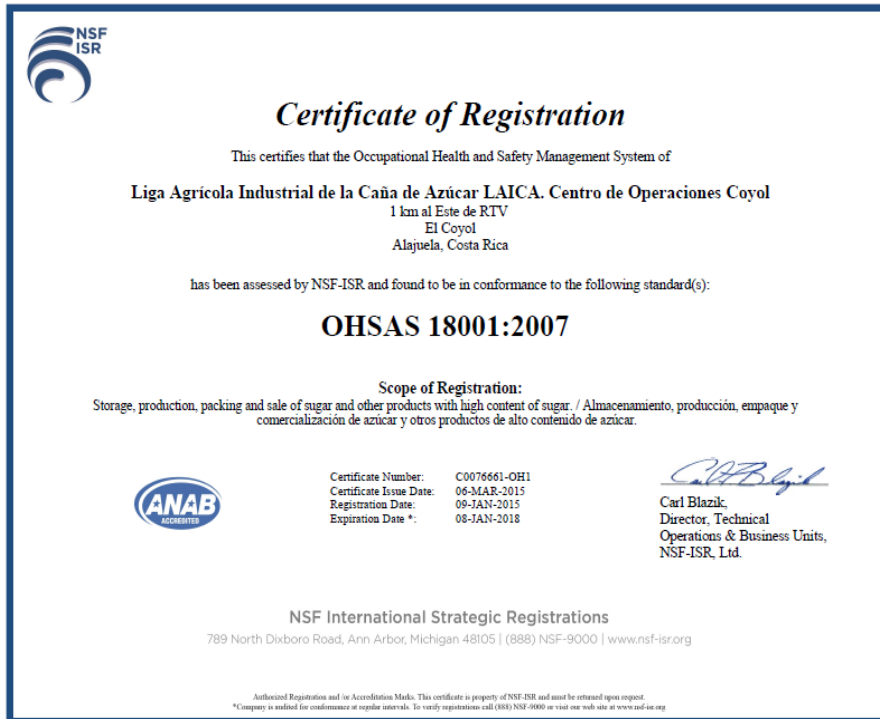 NSF
ISR
Certificate of Registration
This certifies that the Occupational Health and Safety Management System of
Liga Agrícola Industrial de la Caña de Azúcar LAICA. Centro de Operaciones Coyol
1 km al Este de RTV
El Coyol
Alajuela, Costa Rica
has been assessed by NSF-ISR and found to be in conformance to the following standard(s):
OHSAS 18001:2007
Scope of Registration:
Storage, production, packing and sale of sugar and other products with high content of sugar. / Almacenamiento, producción, empaque y
comercialización de azúcar y otros productos de alto contenido de azúcar.
ANAB
ACCREDITED
Certificate Number: C0076661-OH1
Certificate Issue Date: 06-MAR-2015
Registration Date: 09-JAN-2015
Expiration Date *: 08-JAN-2018
Carl Blazik
Carl Blazik,
Director, Technical
Operations & Business Units,
NSF-ISR, Ltd.
NSF International Strategic Registrations
789 North Dixboro Road, Ann Arbor, Michigan 48105 | (888) NSF-9000 | www.nsf-isr.org
Authorized Registration and /or Accreditation Marks. This certificate is property of NSF-ISR and must be returned upon request.
*Company is audited for conformance at regular intervals. To verify registrations call (888) NSF-9000 or visit our web site at www.nsf-isr.org